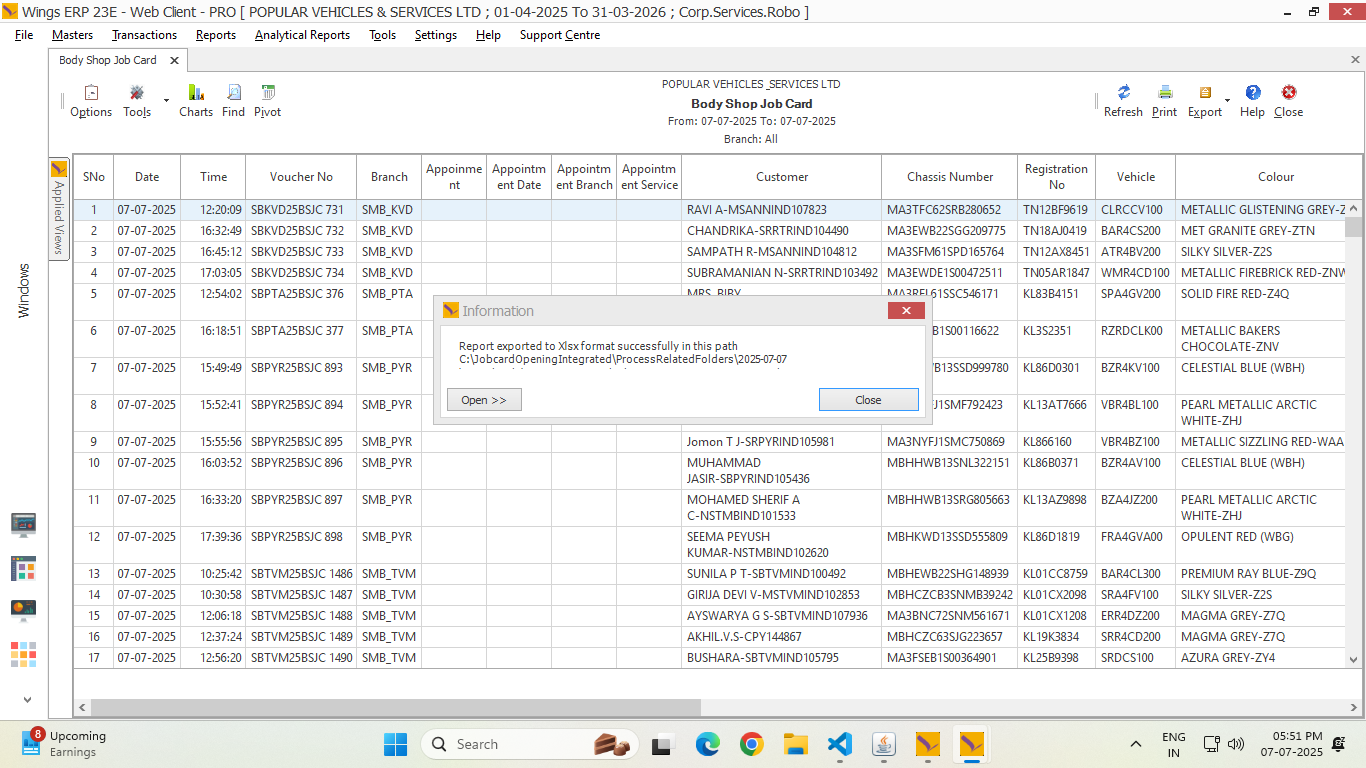 Wings ERP 23E - Web Client - PRO [ POPULAR VEHICLES & SERVICES LTD ; 01-04-2025 To 31-03-2026 ; Corp.Services.Robo ]
File Masters Transactions Reports Analytical Reports Tools Settings Help Support Centre
Body Shop Job Card
POPULAR VEHICLES_SERVICES LTD
Body Shop Job Card
From: 07-07-2025 To: 07-07-2025
Branch: All
Options Tools Charts Find Pivot Refresh Print Export Help Close
Windows
Applied Views
SNo Date Time Voucher No Branch Appoinment Appointment Date Appointment Branch Appointment Service Customer Chassis Number Registration No Vehicle Colour
1 07-07-2025 12:20:09 SBKVD25BSJC 731 SMB_KVD RAVI A-MSANNIND107823 MA3TFC62SRB280652 TN12BF9619 CLRCCV100 METALLIC GLISTENING GREY-Z
2 07-07-2025 16:32:49 SBKVD25BSJC 732 SMB_KVD CHANDRIKA-SRRTRIND104490 MA3EWB22SGG209775 TN18AJ0419 BAR4CS200 MET GRANITE GREY-ZTN
3 07-07-2025 16:45:12 SBKVD25BSJC 733 SMB_KVD SAMPATH R-MSANNIND104812 MA3SFM61SPD165764 TN12AX8451 ATR4BV200 SILKY SILVER-Z2S
4 07-07-2025 17:03:05 SBKVD25BSJC 734 SMB_KVD SUBRAMANIAN N-SRRTRIND103492 MA3EWDE1S00472511 TN05AR1847 WMR4CD100 METALLIC FIREBRICK RED-ZNW
5 07-07-2025 12:54:02 SBPTA25BSJC 376 SMB_PTA MRS. BIBY MA3RFL61SSC546171 KL83B4151 SPA4GV200 SOLID FIRE RED-Z4Q
6 07-07-2025 16:18:51 SBPTA25BSJC 377 SMB_PTA B1S00116622 KL3S2351 RZRDCLK00 METALLIC BAKERS
CHOCOLATE-ZNV
7 07-07-2025 15:49:49 SBPYR25BSJC 893 SMB_PYR WB13SSD999780 KL86D0301 BZR4KV100 CELESTIAL BLUE (WBH)
8 07-07-2025 15:52:41 SBPYR25BSJC 894 SMB_PYR FJ1SMF792423 KL13AT7666 VBR4BL100 PEARL METALLIC ARCTIC
WHITE-ZHJ
Information
Report exported to Xlsx format successfully in this path
C:\JobcardOpeningIntegrated\ProcessRelatedFolders\2025-07-07
Open >> Close
9 07-07-2025 15:55:56 SBPYR25BSJC 895 SMB_PYR Jomon T J-SRPYRIND105981 MA3NYFJ1SMC750869 KL866160 VBR4BZ100 METALLIC SIZZLING RED-WAA
10 07-07-2025 16:03:52 SBPYR25BSJC 896 SMB_PYR MUHAMMAD MBHHWB13SNL322151 KL86B0371 BZR4AV100 CELESTIAL BLUE (WBH)
JASIR-SBPYRIND105436
11 07-07-2025 16:33:20 SBPYR25BSJC 897 SMB_PYR MOHAMED SHERIF A MBHHWB13SRG805663 KL13AZ9898 BZA4JZ200 PEARL METALLIC ARCTIC
C-NSTMBIND101533 WHITE-ZHJ
12 07-07-2025 17:39:36 SBPYR25BSJC 898 SMB_PYR SEEMA PEYUSH MBHKWD13SSD555809 KL86D1819 FRA4GVA00 OPULENT RED (WBG)
KUMAR-NSTMBIND102620
13 07-07-2025 10:25:42 SBTVM25BSJC 1486 SMB_TVM SUNILA P T-SBTVMIND100492 MBHEWB22SHG148939 KL01CC8759 BAR4CL300 PREMIUM RAY BLUE-Z9Q
14 07-07-2025 10:30:58 SBTVM25BSJC 1487 SMB_TVM GIRIJA DEVI V-MSTVMIND102853 MBHCZCB3SNMB39242 KL01CX2098 SRA4FV100 SILKY SILVER-Z2S
15 07-07-2025 12:06:18 SBTVM25BSJC 1488 SMB_TVM AYSWARYA G S-SBTVMIND107936 MA3BNC72SNM561671 KL01CX1208 ERR4DZ200 MAGMA GREY-Z7Q
16 07-07-2025 12:37:24 SBTVM25BSJC 1489 SMB_TVM AKHIL.V.S-CPY144867 MBHCZC63SJG223657 KL19K3834 SRR4CD200 MAGMA GREY-Z7Q
17 07-07-2025 12:56:20 SBTVM25BSJC 1490 SMB_TVM BUSHARA-SBTVMIND105795 MA3FSEB1S00364901 KL25B9398 SRDCS100 AZURA GREY-ZY4
8 Upcoming
Earnings
Search
ENG
IN
05:51 PM
07-07-2025